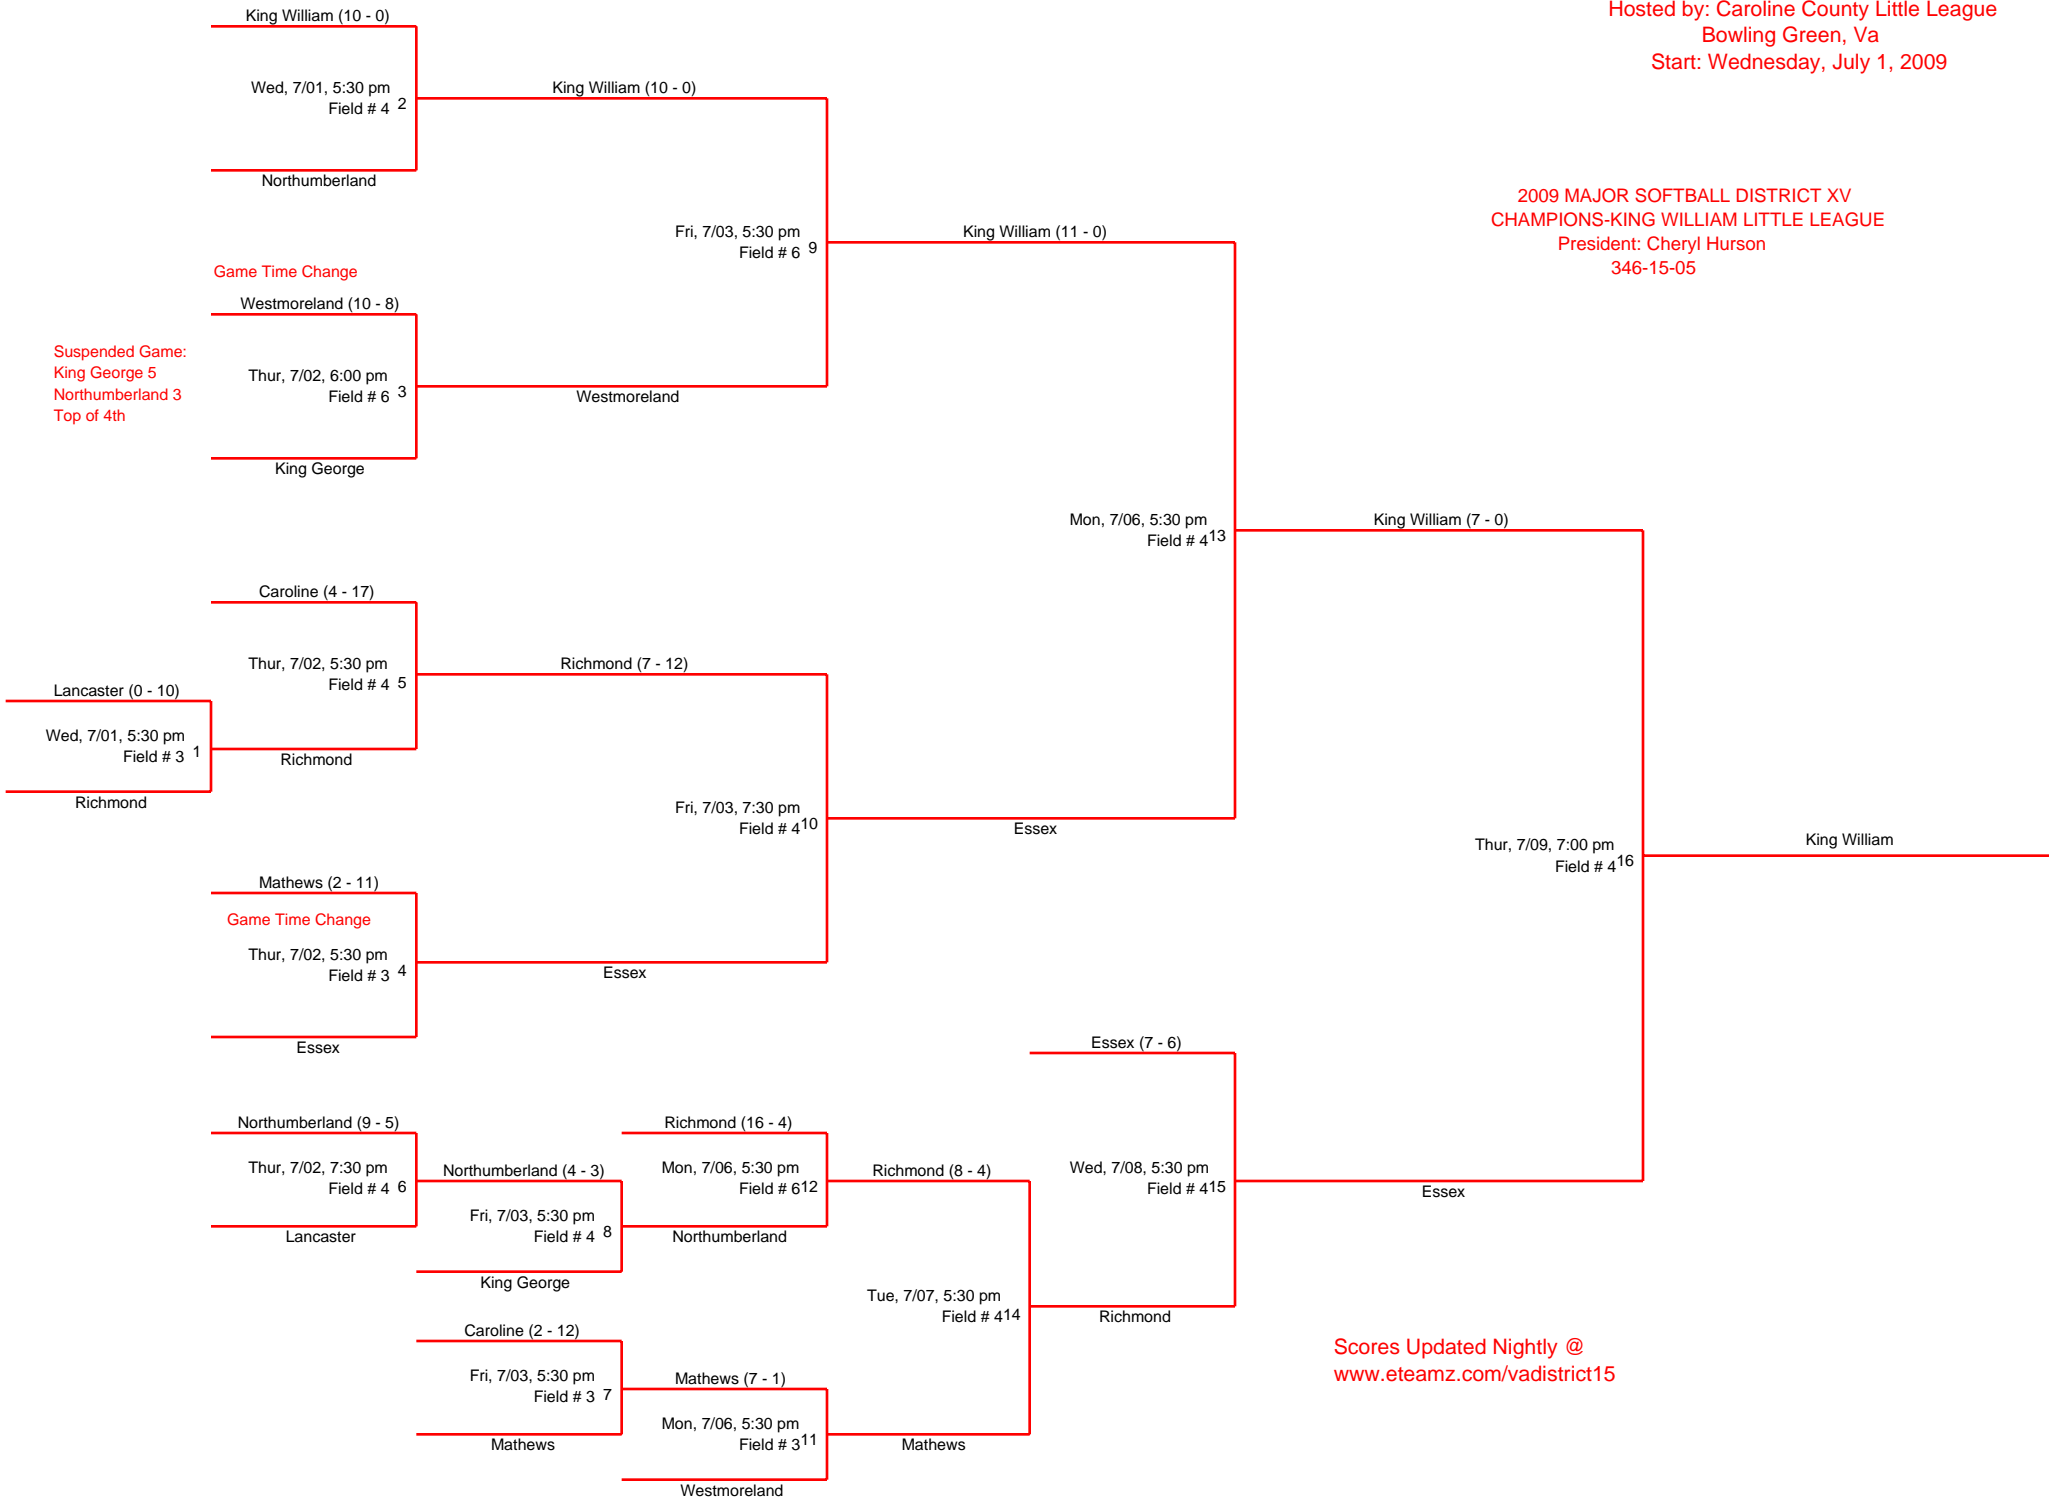 Hosted by: Caroline County Little League
Bowling Green, Va
Start: Wednesday, July 1, 2009
King William (10 - 0)
Wed, 7/01, 5:30 pm
Field # 4 2
Northumberland
King William (10 - 0)
2009 MAJOR SOFTBALL DISTRICT XV
CHAMPIONS-KING WILLIAM LITTLE LEAGUE
President: Cheryl Hurson
346-15-05
Fri, 7/03, 5:30 pm
Field # 6 9
King William (11 - 0)
Game Time Change
Westmoreland (10 - 8)
Suspended Game:
King George 5
Northumberland 3
Top of 4th
Thur, 7/02, 6:00 pm
Field # 6 3
King George
Westmoreland
Mon, 7/06, 5:30 pm
Field # 4 13
King William (7 - 0)
Caroline (4 - 17)
Thur, 7/02, 5:30 pm
Field # 4 5
Richmond (7 - 12)
Lancaster (0 - 10)
Wed, 7/01, 5:30 pm
Field # 3 1
Richmond
Richmond
Fri, 7/03, 7:30 pm
Field # 4 10
Essex
Thur, 7/09, 7:00 pm
Field # 4 16
King William
Mathews (2 - 11)
Game Time Change
Thur, 7/02, 5:30 pm
Field # 3 4
Essex
Essex
Essex (7 - 6)
Northumberland (9 - 5)
Thur, 7/02, 7:30 pm
Field # 4 6
Lancaster
Northumberland (4 - 3)
Fri, 7/03, 5:30 pm
Field # 4 8
King George
Richmond (16 - 4)
Mon, 7/06, 5:30 pm
Field # 6 12
Northumberland
Richmond (8 - 4)
Wed, 7/08, 5:30 pm
Field # 4 15
Essex
Tue, 7/07, 5:30 pm
Field # 4 14
Richmond
Caroline (2 - 12)
Fri, 7/03, 5:30 pm
Field # 3 7
Mathews
Mathews (7 - 1)
Mon, 7/06, 5:30 pm
Field # 3 11
Westmoreland
Mathews
Scores Updated Nightly @
www.eteamz.com/vadistrict15